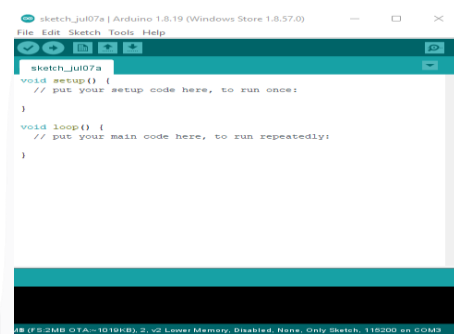 sketch_jul07a | Arduino 1.8.19 (Windows Store 1.8.57.0)
File Edit Sketch Tools Help
sketch_jul07a
void setup() {
// put your setup code here, to run once:
}
void loop() {
// put your main code here, to run repeatedly:
}
MB (FS:2MB OTA:~1019KB), 2, v2 Lower Memory, Disabled, None, Only Sketch, 115200 on COM3